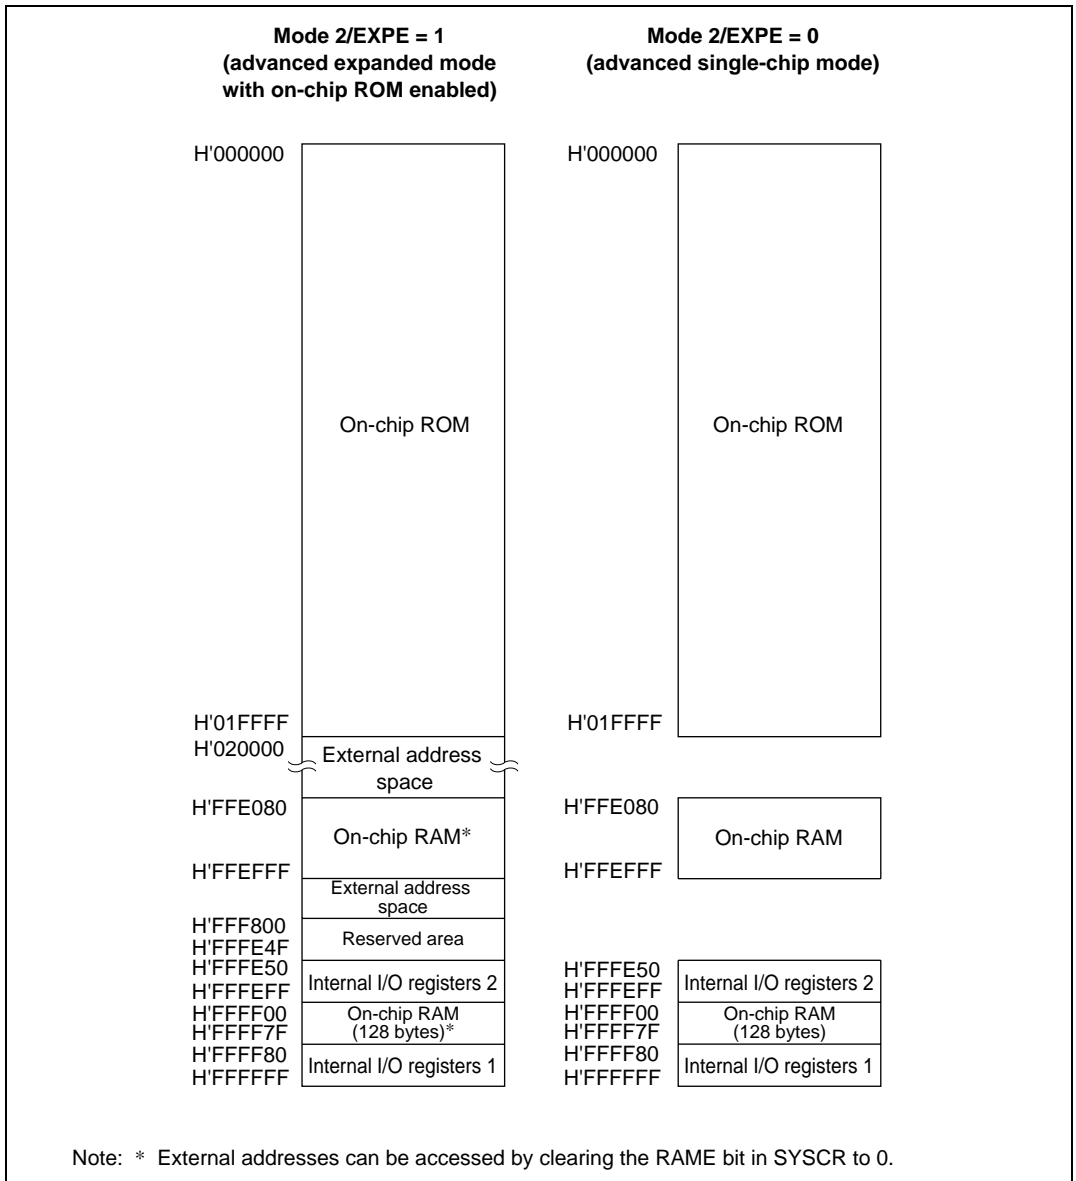 Mode 2/EXPE = 1
(advanced expanded mode
with on-chip ROM enabled)
H'000000
On-chip ROM
H'01FFFF
H'020000
External address
space
H'FFE080
On-chip RAM*
H'FFEFFF
External address
space
H'FFF800
Reserved area
H'FFFE4F
H'FFFE50
Internal I/O registers 2
H'FFFEFF
H'FFFF00
On-chip RAM
(128 bytes)*
H'FFFF7F
H'FFFF80
Internal I/O registers 1
H'FFFFFF
Mode 2/EXPE = 0
(advanced single-chip mode)
H'000000
On-chip ROM
H'01FFFF
H'FFE080
On-chip RAM
H'FFEFFF
H'FFFE50
Internal I/O registers 2
H'FFFEFF
H'FFFF00
On-chip RAM
(128 bytes)
H'FFFF7F
H'FFFF80
Internal I/O registers 1
H'FFFFFF
Note: * External addresses can be accessed by clearing the RAME bit in SYSCR to 0.